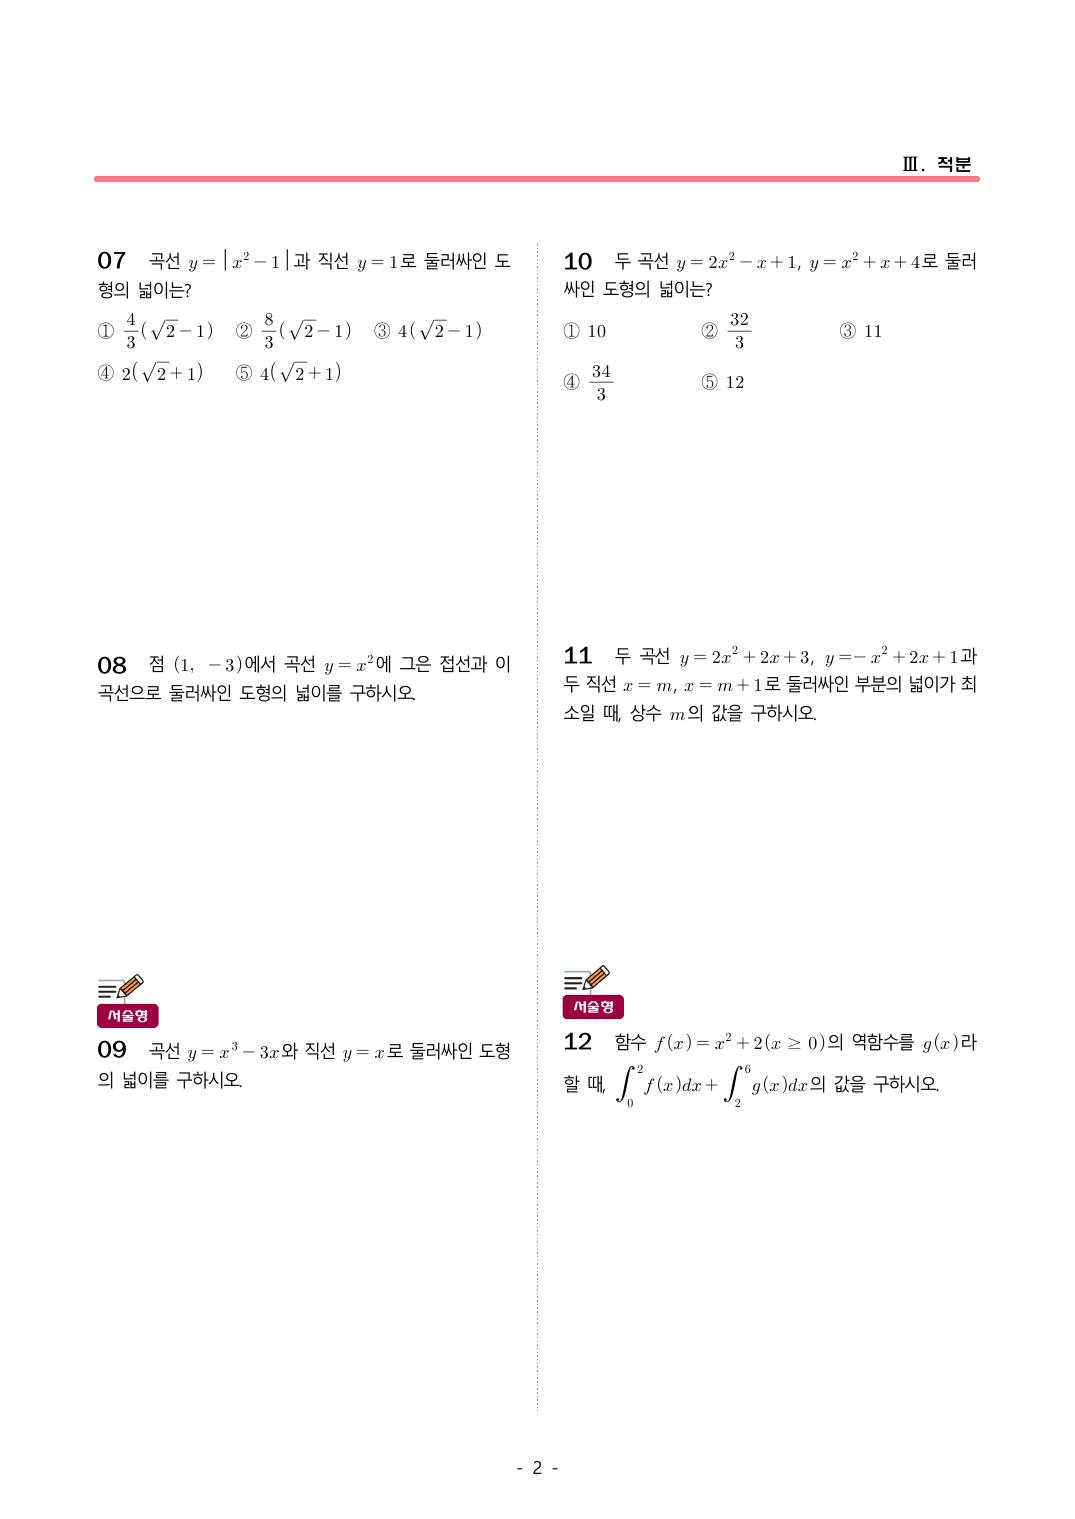 Ⅲ. 적분
07 곡선 y = |x² − 1|과 직선 y = 1로 둘러싸인 도
형의 넓이는?
① 4/3(√2 − 1) ② 8/3(√2 − 1) ③ 4(√2 − 1)
④ 2(√2 + 1) ⑤ 4(√2 + 1)
08 점 (1, −3)에서 곡선 y = x²에 그은 접선과 이
곡선으로 둘러싸인 도형의 넓이를 구하시오.
서술형
09 곡선 y = x³ − 3x와 직선 y = x로 둘러싸인 도형
의 넓이를 구하시오.
10 두 곡선 y = 2x² − x + 1, y = x² + x + 4로 둘러
싸인 도형의 넓이는?
① 10 ② 32/3 ③ 11
④ 34/3 ⑤ 12
11 두 곡선 y = 2x² + 2x + 3, y = − x² + 2x + 1과
두 직선 x = m, x = m + 1로 둘러싸인 부분의 넓이가 최
소일 때, 상수 m의 값을 구하시오.
서술형
12 함수 f(x) = x² + 2(x ≥ 0)의 역함수를 g(x)라
할 때, ∫₀² f(x)dx + ∫₂⁶ g(x)dx의 값을 구하시오.
- 2 -